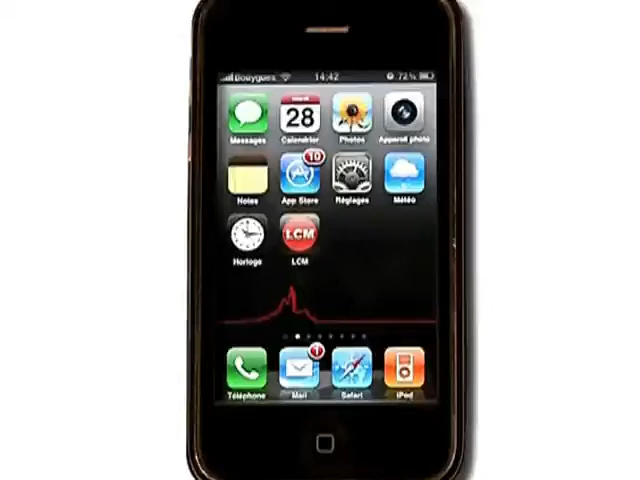 Bouygues 14:42 72 %
28
Messages Calendrier Photos Appareil photo
10
Notes App Store Réglages Météo
LCM
Horloge LCM
1
Téléphone Mail Safari iPod